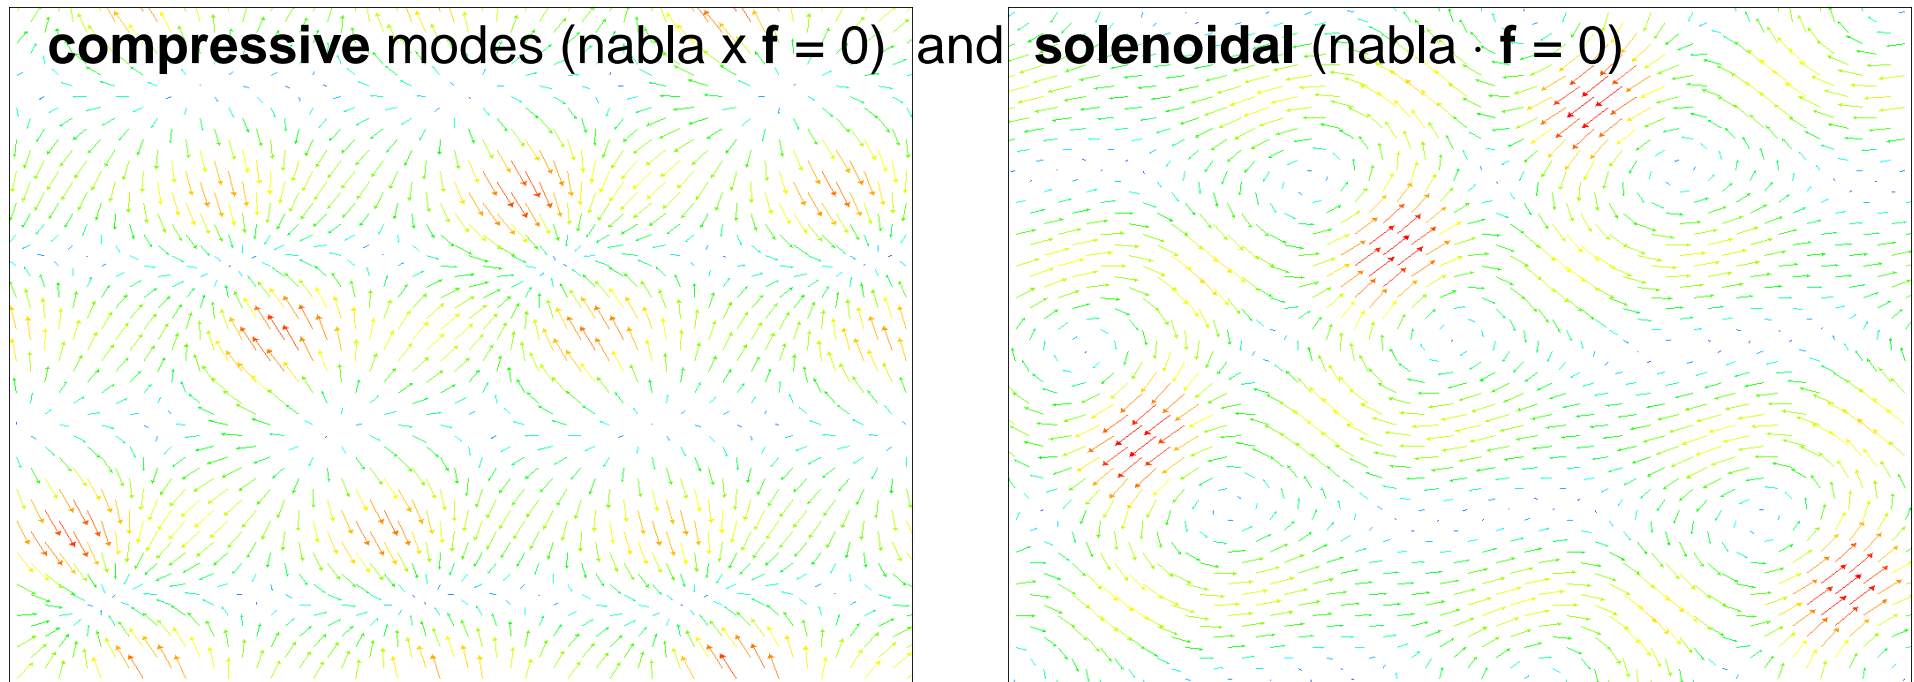 compressive modes (nabla x f = 0) and solenoidal (nabla · f = 0)